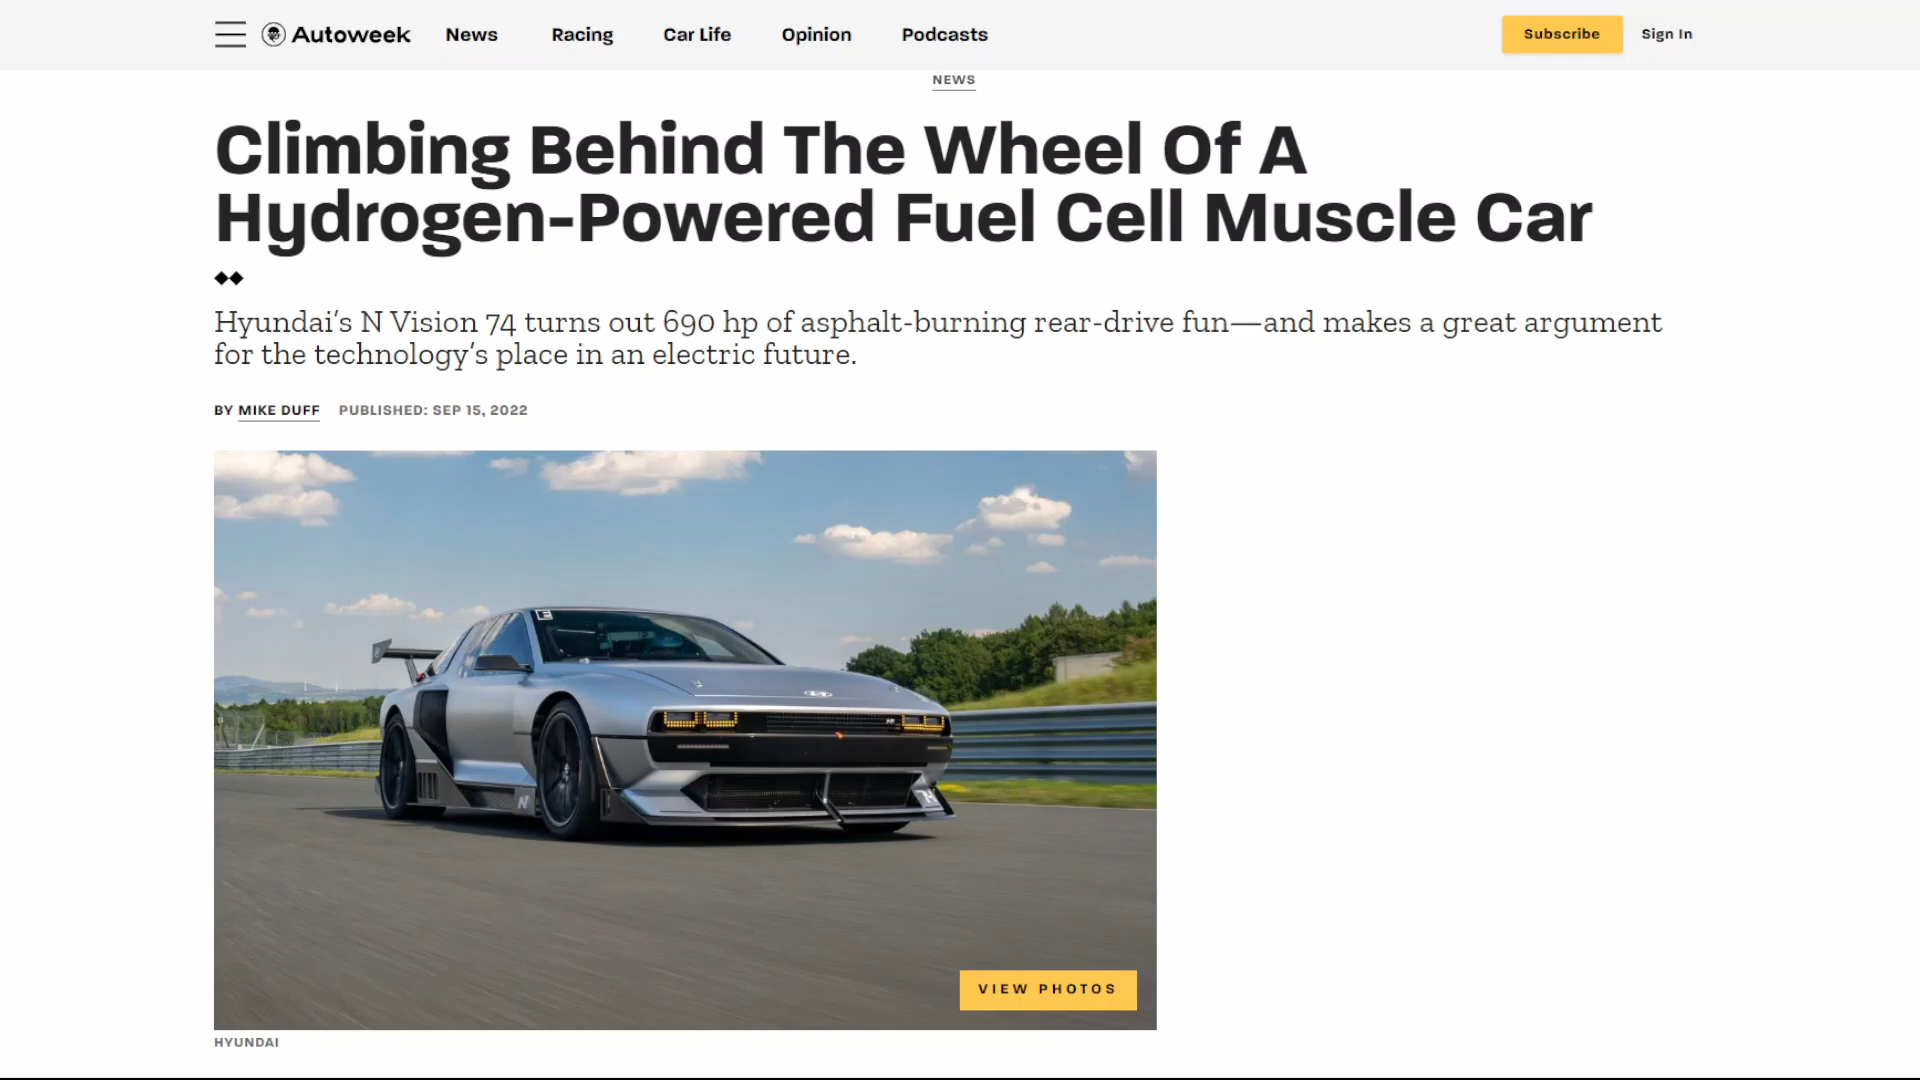 Autoweek News Racing Car Life Opinion Podcasts Subscribe Sign In
NEWS
Climbing Behind The Wheel Of A
Hydrogen-Powered Fuel Cell Muscle Car
Hyundai's N Vision 74 turns out 690 hp of asphalt-burning rear-drive fun—and makes a great argument
for the technology's place in an electric future.
BY MIKE DUFF PUBLISHED: SEP 15, 2022
N
VIEW PHOTOS
HYUNDAI